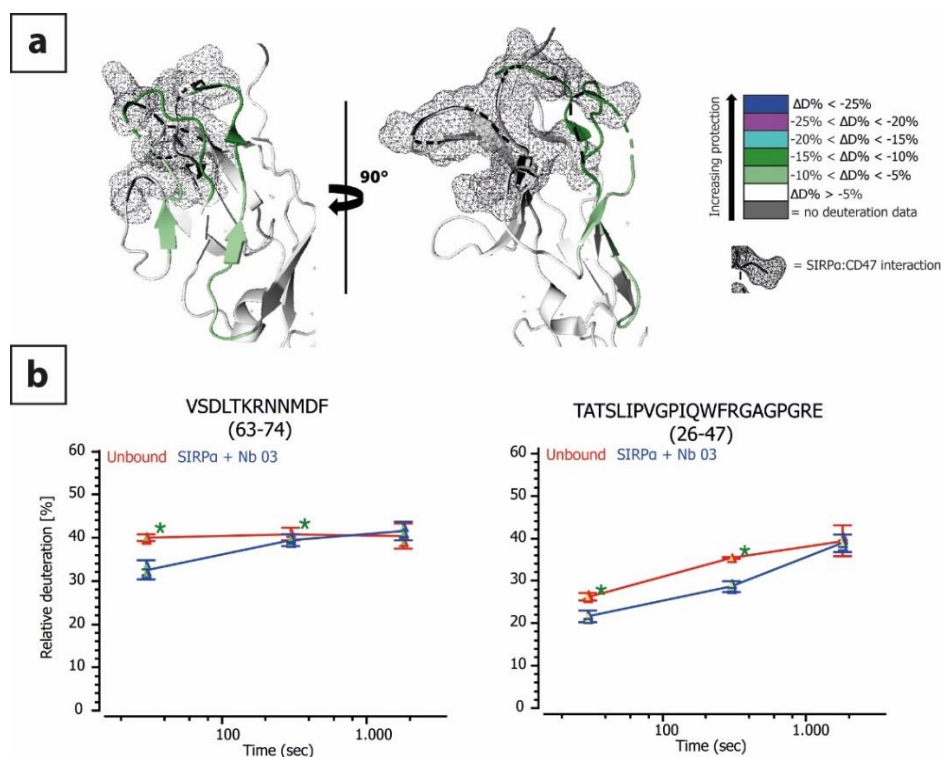 a
90°
Increasing protection
ΔD% < -25%
-25% < ΔD% < -20%
-20% < ΔD% < -15%
-15% < ΔD% < -10%
-10% < ΔD% < -5%
ΔD% > -5%
= no deuteration data
= SIRPα:CD47 interaction
b
VSDLTKRNNMDF
(63-74)
Unbound SIRPα + Nb 03
Relative deuteration [%]
60
50
40
30
20
10
0
*
*
100
1.000
Time (sec)
TATSLIPVGPIQWFRGAGPGRE
(26-47)
Unbound SIRPα + Nb 03
60
50
40
30
20
10
0
*
*
100
1.000
Time (sec)